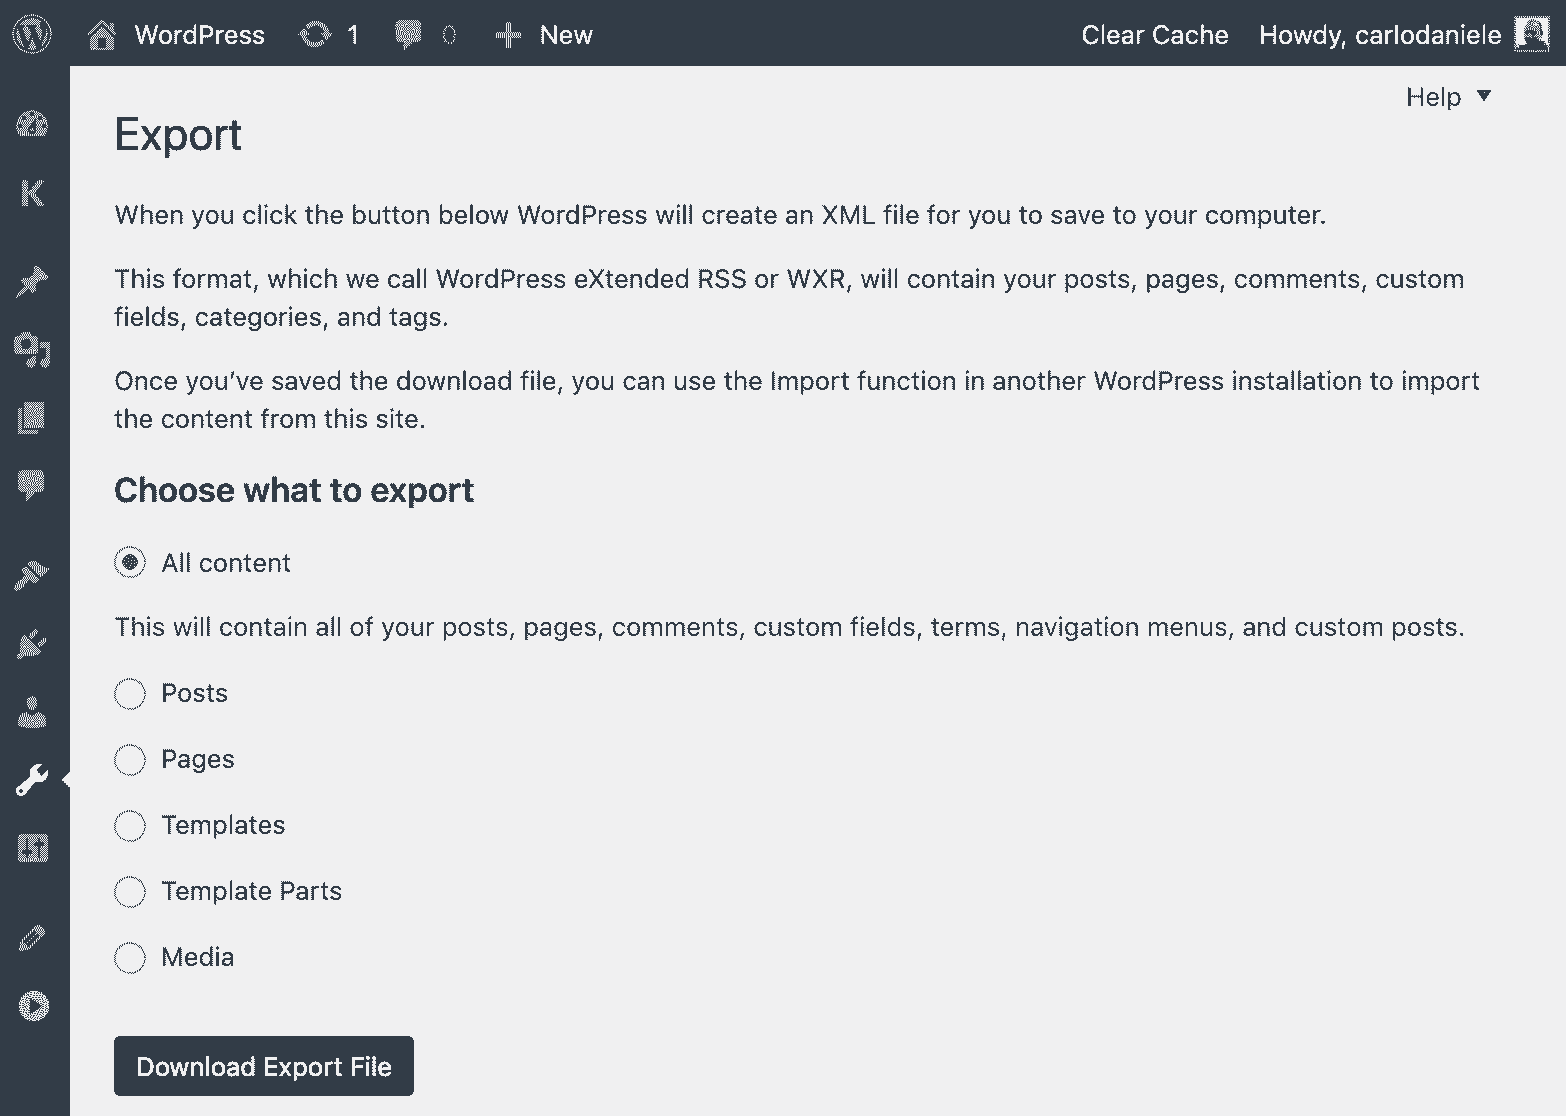 WordPress 1 0 New Clear Cache Howdy, carlodaniele
Help
Export
When you click the button below WordPress will create an XML file for you to save to your computer.
This format, which we call WordPress eXtended RSS or WXR, will contain your posts, pages, comments, custom
fields, categories, and tags.
Once you’ve saved the download file, you can use the Import function in another WordPress installation to import
the content from this site.
Choose what to export
All content
This will contain all of your posts, pages, comments, custom fields, terms, navigation menus, and custom posts.
Posts
Pages
Templates
Template Parts
Media
Download Export File